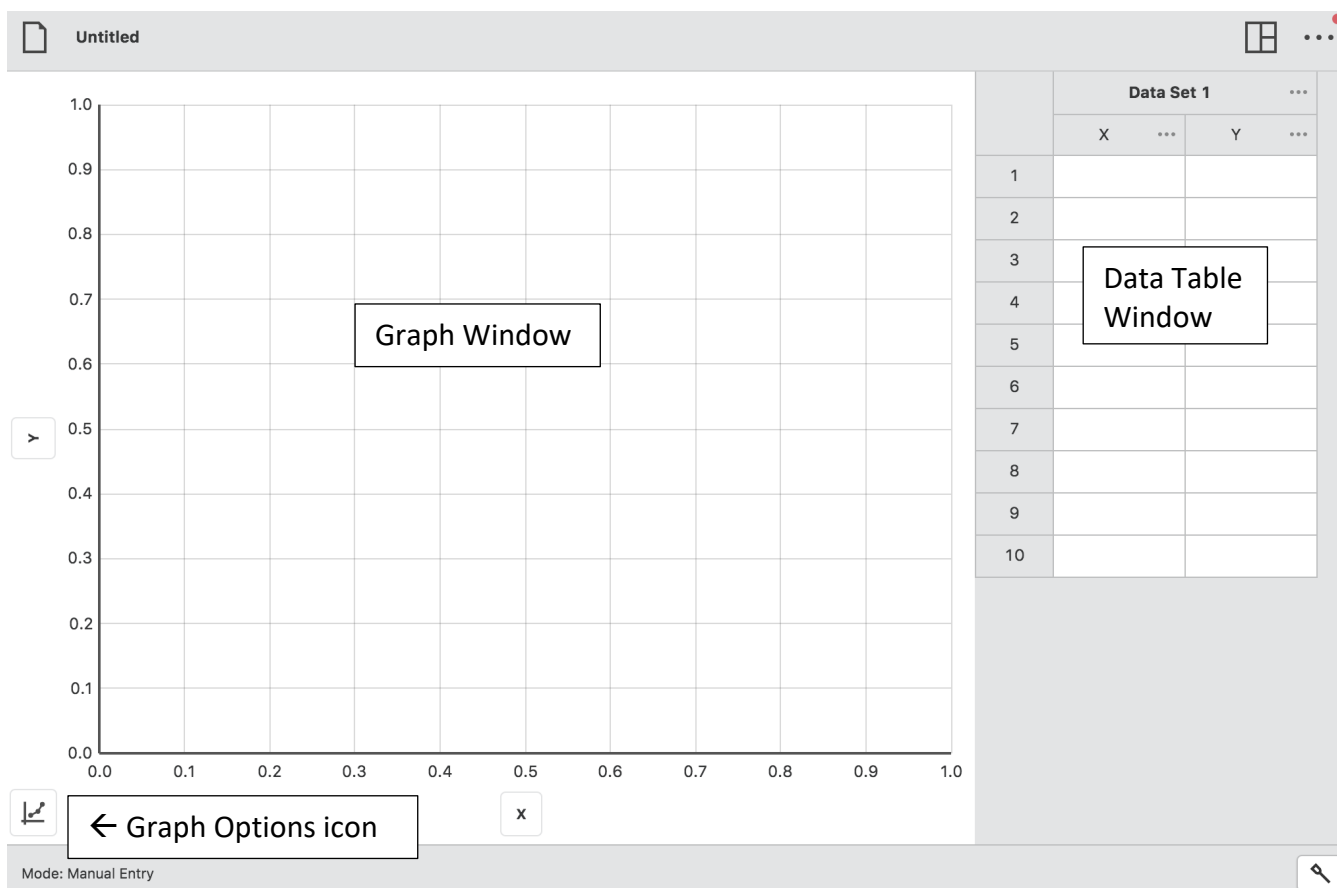 Untitled
1.0
0.9
0.8
0.7
0.6
0.5
0.4
0.3
0.2
0.1
0.0
Y
Graph Window
0.0 0.1 0.2 0.3 0.4 0.5 0.6 0.7 0.8 0.9 1.0
X
← Graph Options icon
Data Set 1
X Y
1
2
3
4
5
6
7
8
9
10
Data Table
Window
Mode: Manual Entry